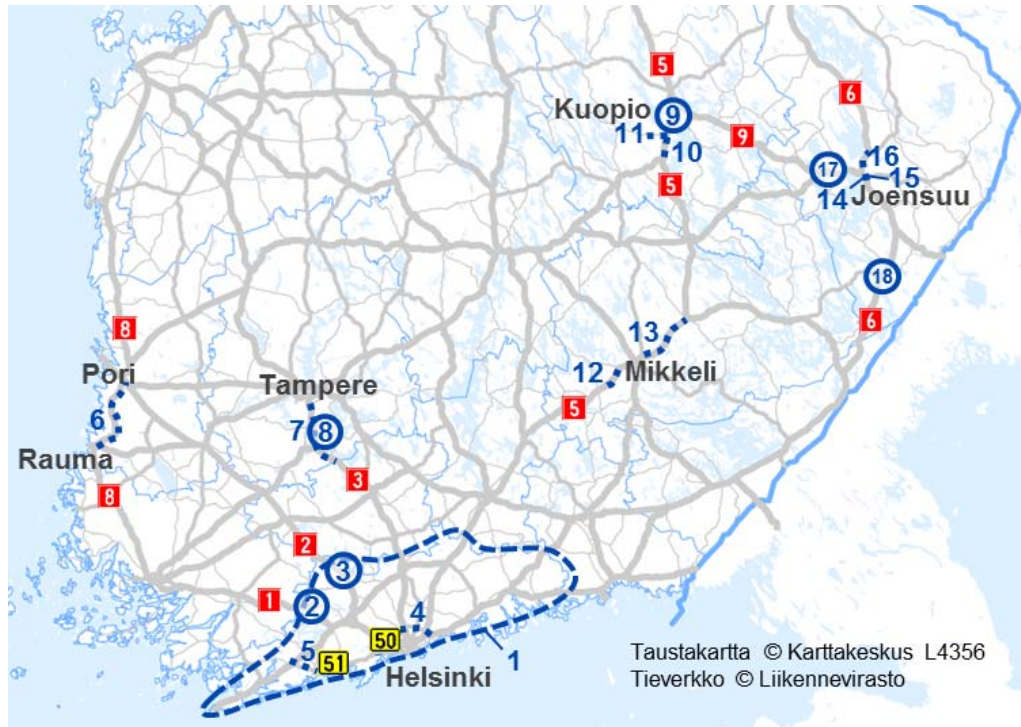 5
6
Kuopio 9
11 9
10 16
5 17
14 15
Joensuu
18
8 6
13
Pori 12 Mikkeli
Tampere
5
6 7 8
Rauma
3
8
2
3
1 2
4
50
5 51 1
Helsinki
Taustakartta © Karttakeskus L4356
Tieverkko © Liikennevirasto